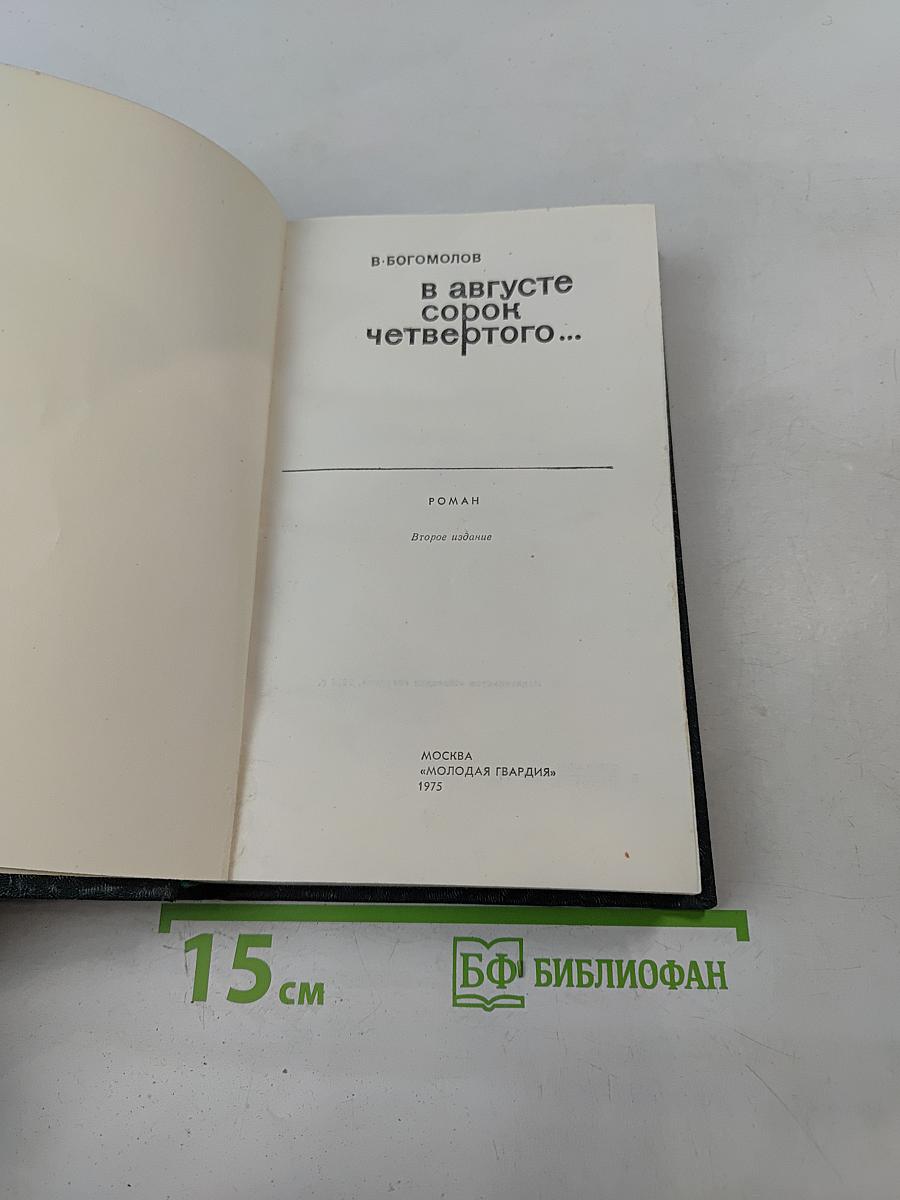 В·БОГОМОЛОВ
в августе
сорок
четвертого...
РОМАН
Второе издание
МОСКВА
«МОЛОДАЯ ГВАРДИЯ»
1975
15 см
БФ БИБЛИОФАН